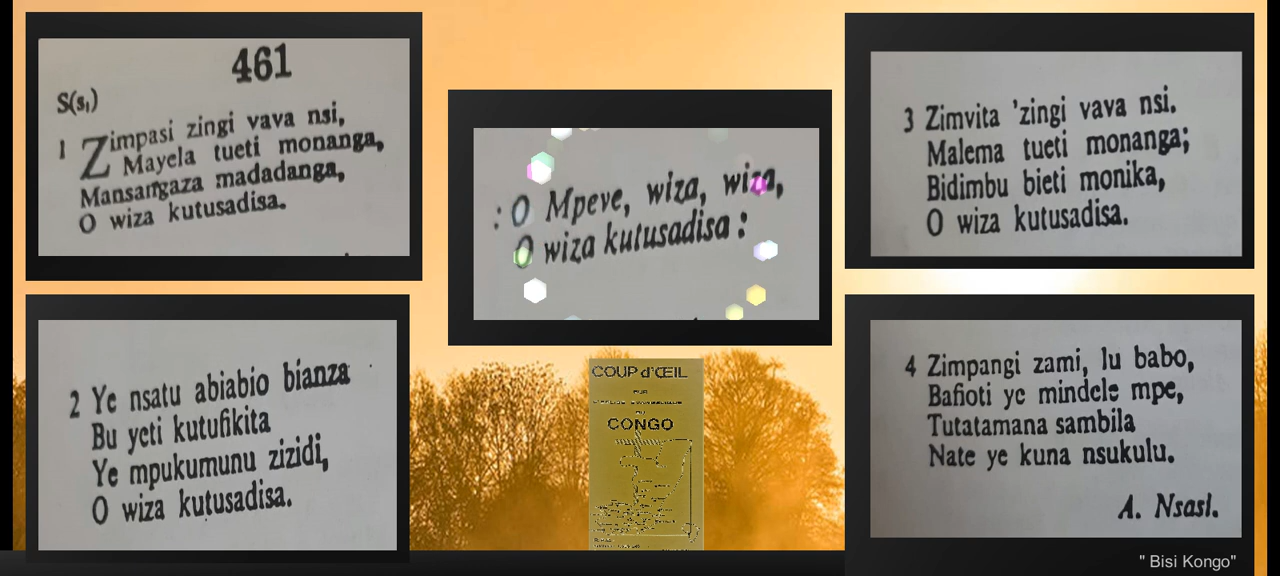 461
S(s₁)
1 Zimpasi zingi vava nsi,
Mayela tueti monanga,
Mansangaza madadanga,
O wiza kutusadisa.
: O Mpeve, wiza, wiza,
O wiza kutusadisa :
2 Ye nsatu abiabio bianza
Bu yeti kutufikita
Ye mpukumunu zizidi,
O wiza kutusadisa.
3 Zimvita 'zingi vava nsi.
Malema tueti monanga;
Bidimbu bieti monika,
O wiza kutusadisa.
4 Zimpangi zami, lu babo,
Bafioti ye mindele mpe,
Tutatamana sambila
Nate ye kuna nsukulu.
A. Nsasi.
COUP d'ŒIL
SUR
CONGO
" Bisi Kongo"